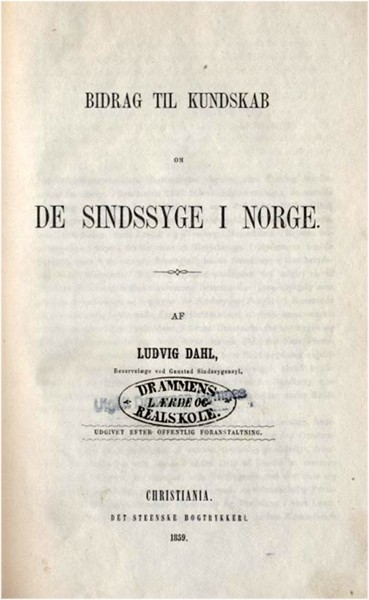 BIDRAG TIL KUNDSKAB
OM
DE SINDSSYGE I NORGE.
AF
LUDVIG DAHL,
Reservelæge ved Gaustad Sindssygeasyl.
DRAMMENS
LÆRDE OG
REALSKOLE.
UDGIVET EFTER OFFENTLIG FORANSTALTNING.
CHRISTIANIA.
DET STEENSKE BOGTRYKKERI.
1859.